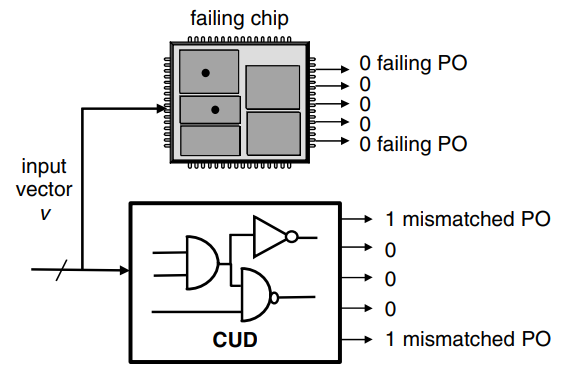 failing chip
0 failing PO
0
0
0
0 failing PO
input
vector
v
1 mismatched PO
0
0
0
1 mismatched PO
CUD